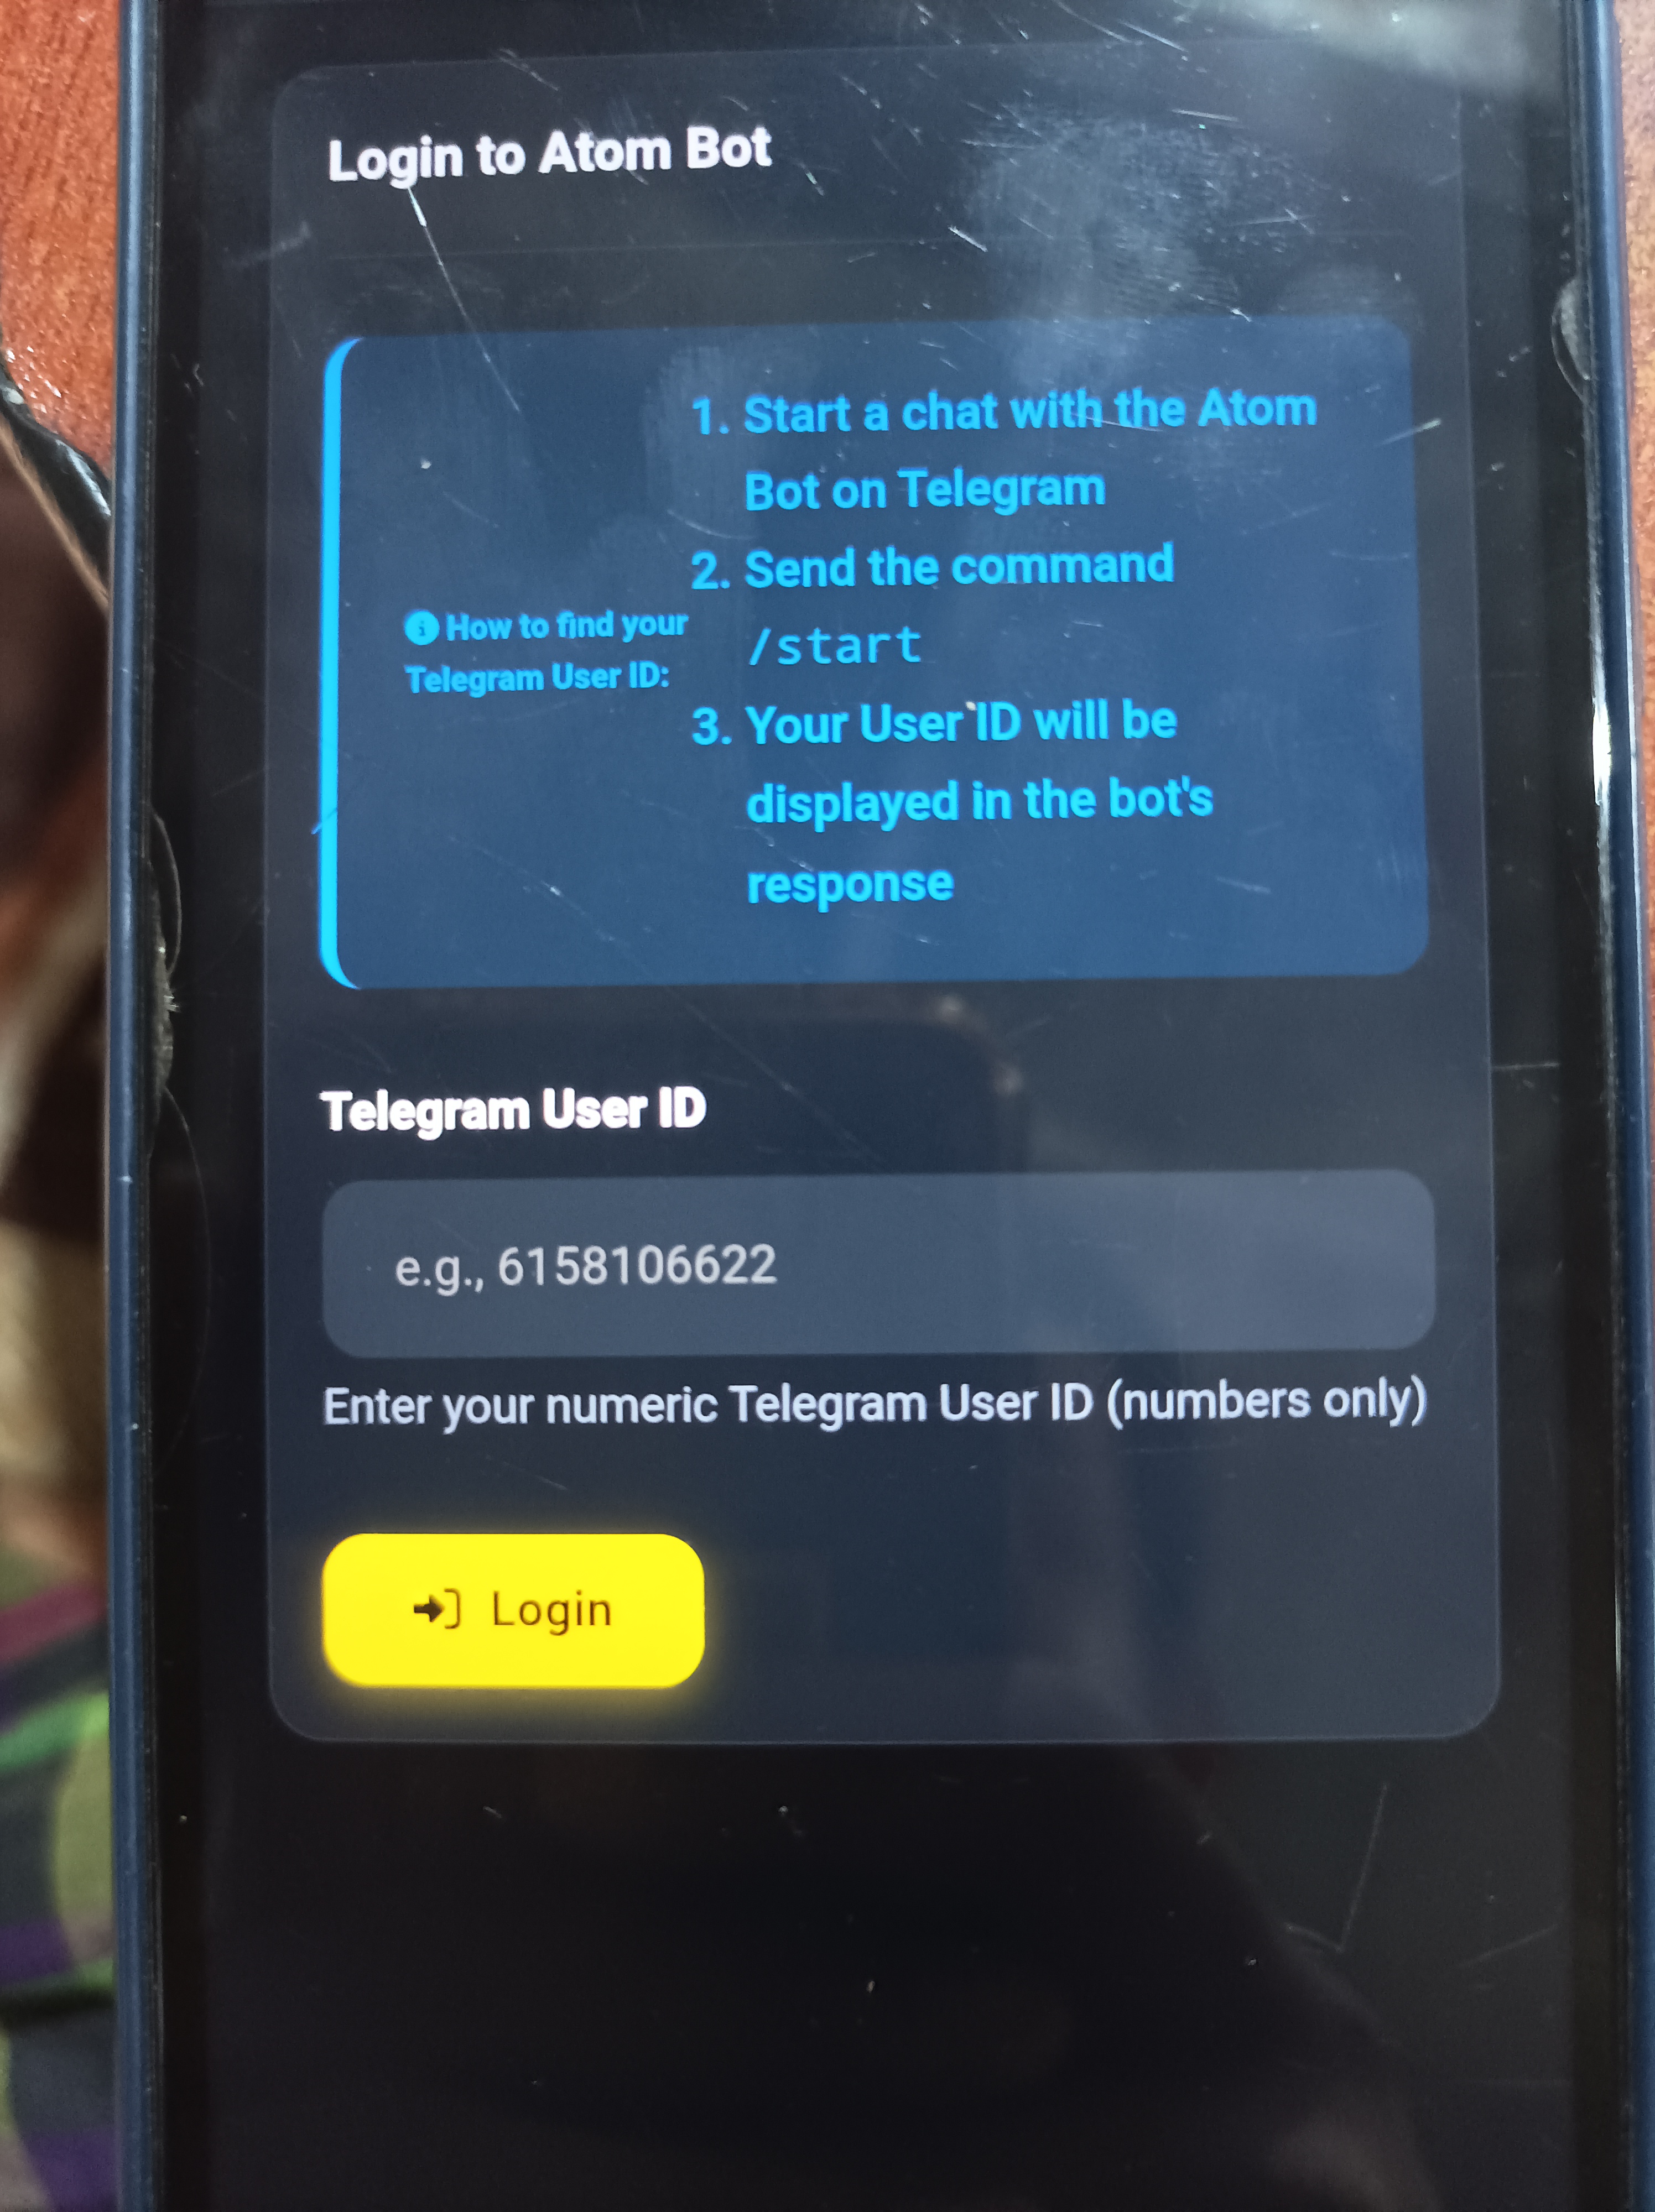 Login to Atom Bot
How to find your
Telegram User ID:
1. Start a chat with the Atom
Bot on Telegram
2. Send the command
/start
3. Your User ID will be
displayed in the bot's
response
Telegram User ID
e.g., 6158106622
Enter your numeric Telegram User ID (numbers only)
Login